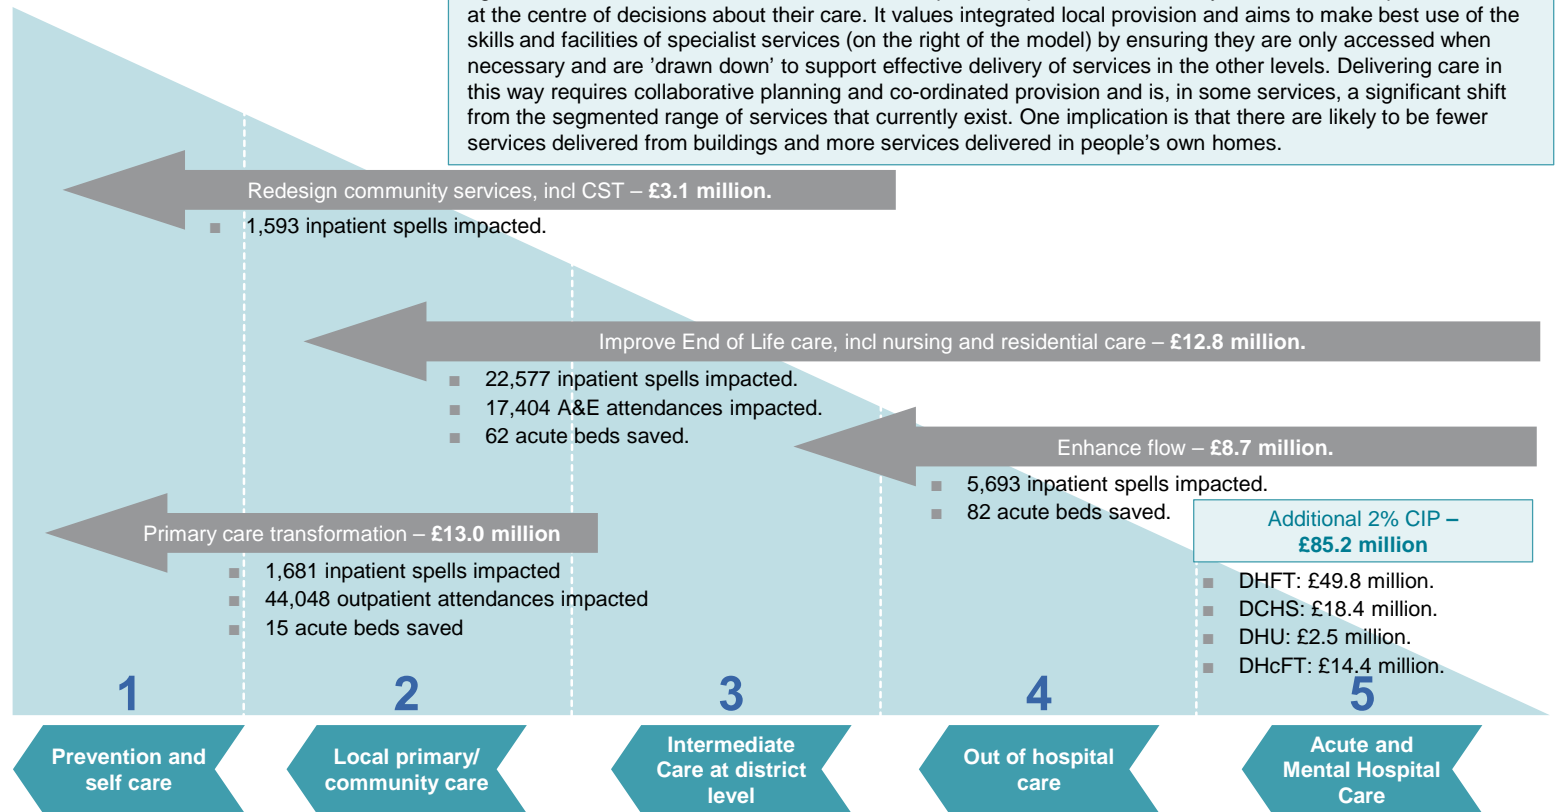 at the centre of decisions about their care. It values integrated local provision and aims to make best use of the
skills and facilities of specialist services (on the right of the model) by ensuring they are only accessed when
necessary and are 'drawn down' to support effective delivery of services in the other levels. Delivering care in
this way requires collaborative planning and co-ordinated provision and is, in some services, a significant shift
from the segmented range of services that currently exist. One implication is that there are likely to be fewer
services delivered from buildings and more services delivered in people's own homes.
Redesign community services, incl CST – £3.1 million.
■ 1,593 inpatient spells impacted.
Improve End of Life care, incl nursing and residential care – £12.8 million.
■ 22,577 inpatient spells impacted.
■ 17,404 A&E attendances impacted.
■ 62 acute beds saved.
Enhance flow – £8.7 million.
■ 5,693 inpatient spells impacted.
■ 82 acute beds saved.
Primary care transformation – £13.0 million
■ 1,681 inpatient spells impacted
■ 44,048 outpatient attendances impacted
■ 15 acute beds saved
Additional 2% CIP –
£85.2 million
■ DHFT: £49.8 million.
■ DCHS: £18.4 million.
■ DHU: £2.5 million.
■ DHcFT: £14.4 million.
1
2
3
4
5
Prevention and
self care
Local primary/
community care
Intermediate
Care at district
level
Out of hospital
care
Acute and
Mental Hospital
Care